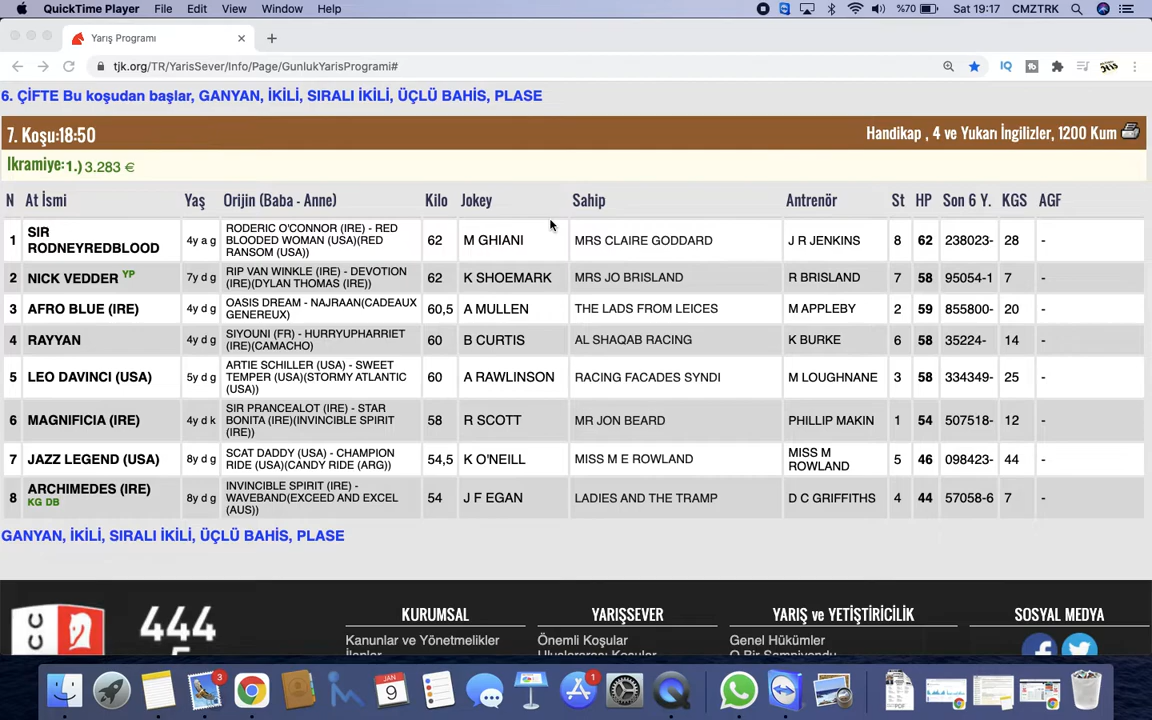 QuickTime Player File Edit View Window Help %70 Sat 19:17 CMZTRK
Yarış Programı
tjk.org/TR/YarisSever/Info/Page/GunlukYarisProgrami#
6. ÇİFTE Bu koşudan başlar, GANYAN, İKİLİ, SIRALI İKİLİ, ÜÇLÜ BAHİS, PLASE
7. Koşu:18:50 Handikap , 4 ve Yukarı İngilizler, 1200 Kum
Ikramiye:1.) 3.283 €
N At İsmi Yaş Orijin (Baba - Anne) Kilo Jokey Sahip Antrenör St HP Son 6 Y. KGS AGF
1 SIR RODNEYREDBLOOD 4y a g RODERIC O'CONNOR (IRE) - RED BLOODED WOMAN (USA)(RED RANSOM (USA)) 62 M GHIANI MRS CLAIRE GODDARD J R JENKINS 8 62 238023- 28 -
2 NICK VEDDER YP 7y d g RIP VAN WINKLE (IRE) - DEVOTION (IRE)(DYLAN THOMAS (IRE)) 62 K SHOEMARK MRS JO BRISLAND R BRISLAND 7 58 95054-1 7 -
3 AFRO BLUE (IRE) 4y d g OASIS DREAM - NAJRAAN(CADEAUX GENEREUX) 60,5 A MULLEN THE LADS FROM LEICES M APPLEBY 2 59 855800- 20 -
4 RAYYAN 4y d g SIYOUNI (FR) - HURRYUPHARRIET (IRE)(CAMACHO) 60 B CURTIS AL SHAQAB RACING K BURKE 6 58 35224- 14 -
5 LEO DAVINCI (USA) 5y d g ARTIE SCHILLER (USA) - SWEET TEMPER (USA)(STORMY ATLANTIC (USA)) 60 A RAWLINSON RACING FACADES SYNDI M LOUGHNANE 3 58 334349- 25 -
6 MAGNIFICIA (IRE) 4y d k SIR PRANCEALOT (IRE) - STAR BONITA (IRE)(INVINCIBLE SPIRIT (IRE)) 58 R SCOTT MR JON BEARD PHILLIP MAKIN 1 54 507518- 12 -
7 JAZZ LEGEND (USA) 8y d g SCAT DADDY (USA) - CHAMPION RIDE (USA)(CANDY RIDE (ARG)) 54,5 K O'NEILL MISS M E ROWLAND MISS M ROWLAND 5 46 098423- 44 -
8 ARCHIMEDES (IRE) KG DB 8y d g INVINCIBLE SPIRIT (IRE) - WAVEBAND(EXCEED AND EXCEL (AUS)) 54 J F EGAN LADIES AND THE TRAMP D C GRIFFITHS 4 44 57058-6 7 -
GANYAN, İKİLİ, SIRALI İKİLİ, ÜÇLÜ BAHİS, PLASE
444 KURUMSAL YARIŞSEVER YARIŞ ve YETİŞTİRİCİLİK SOSYAL MEDYA
Kanunlar ve Yönetmelikler Önemli Koşular Genel Hükümler
3 JAN 9 1 1